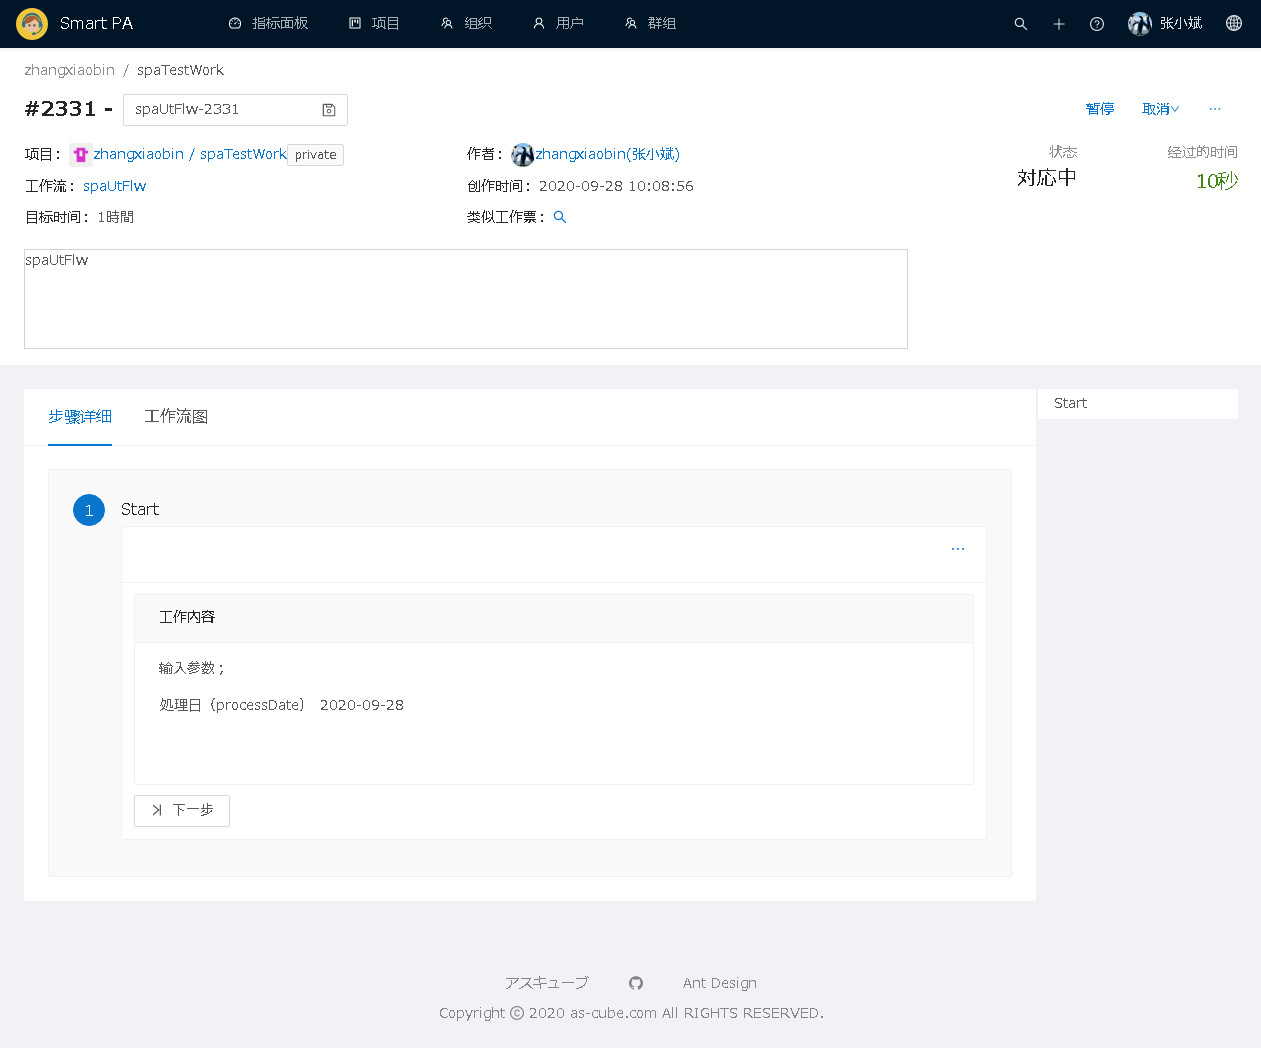 Smart PA 指标面板 项目 组织 用户 群组 张小斌
zhangxiaobin / spaTestWork
#2331 - spaUtFlw-2331 暂停 取消 ···
项目： zhangxiaobin / spaTestWork private 作者： zhangxiaobin(张小斌) 状态 经过的时间
対応中 10秒
工作流： spaUtFlw 创作时间： 2020-09-28 10:08:56
目标时间： 1時間 类似工作票：
spaUtFlw
步骤详细 工作流图 Start
1 Start
···
工作内容
输入参数；
処理日（processDate） 2020-09-28
下一步
アスキューブ Ant Design
Copyright © 2020 as-cube.com All RIGHTS RESERVED.